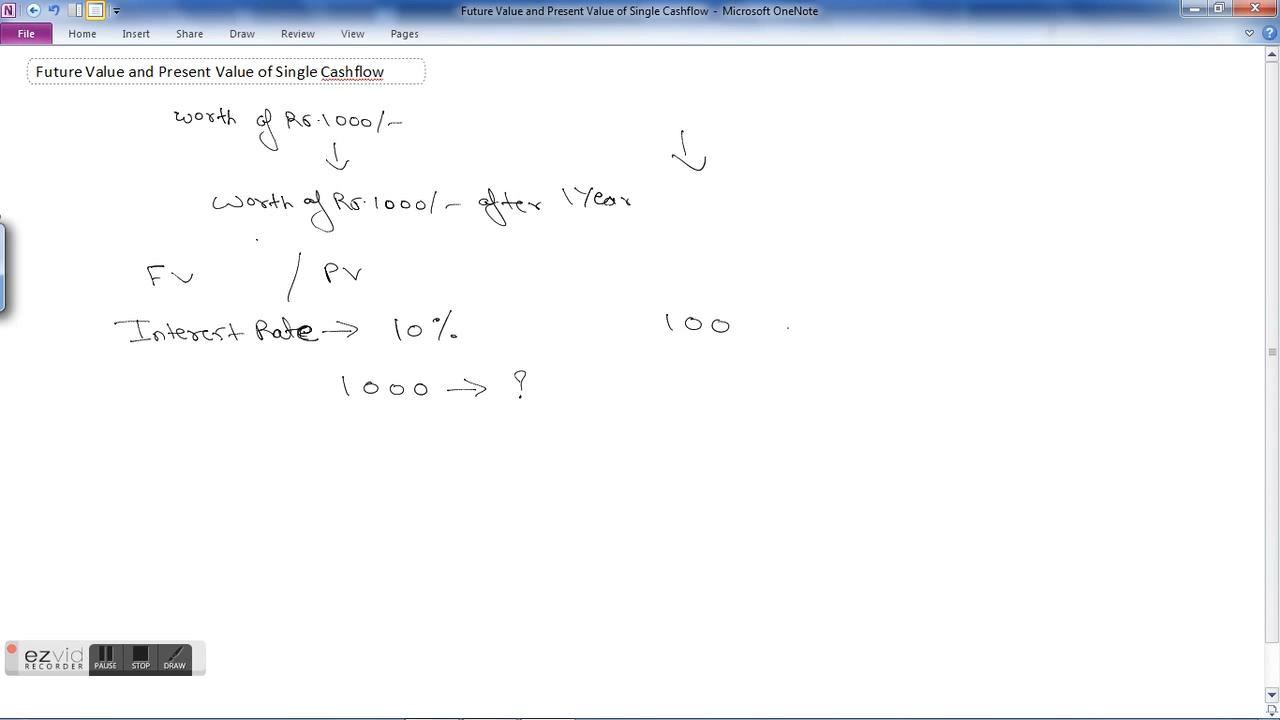 Future Value and Present Value of Single Cashflow - Microsoft OneNote
File Home Insert Share Draw Review View Pages
Future Value and Present Value of Single Cashflow
worth of Rs.1000/-
worth of Rs.1000/- after 1 Year
FV / PV
Interest Rate → 10% 100
1000 → ?
ezvid
RECORDER
PAUSE STOP DRAW